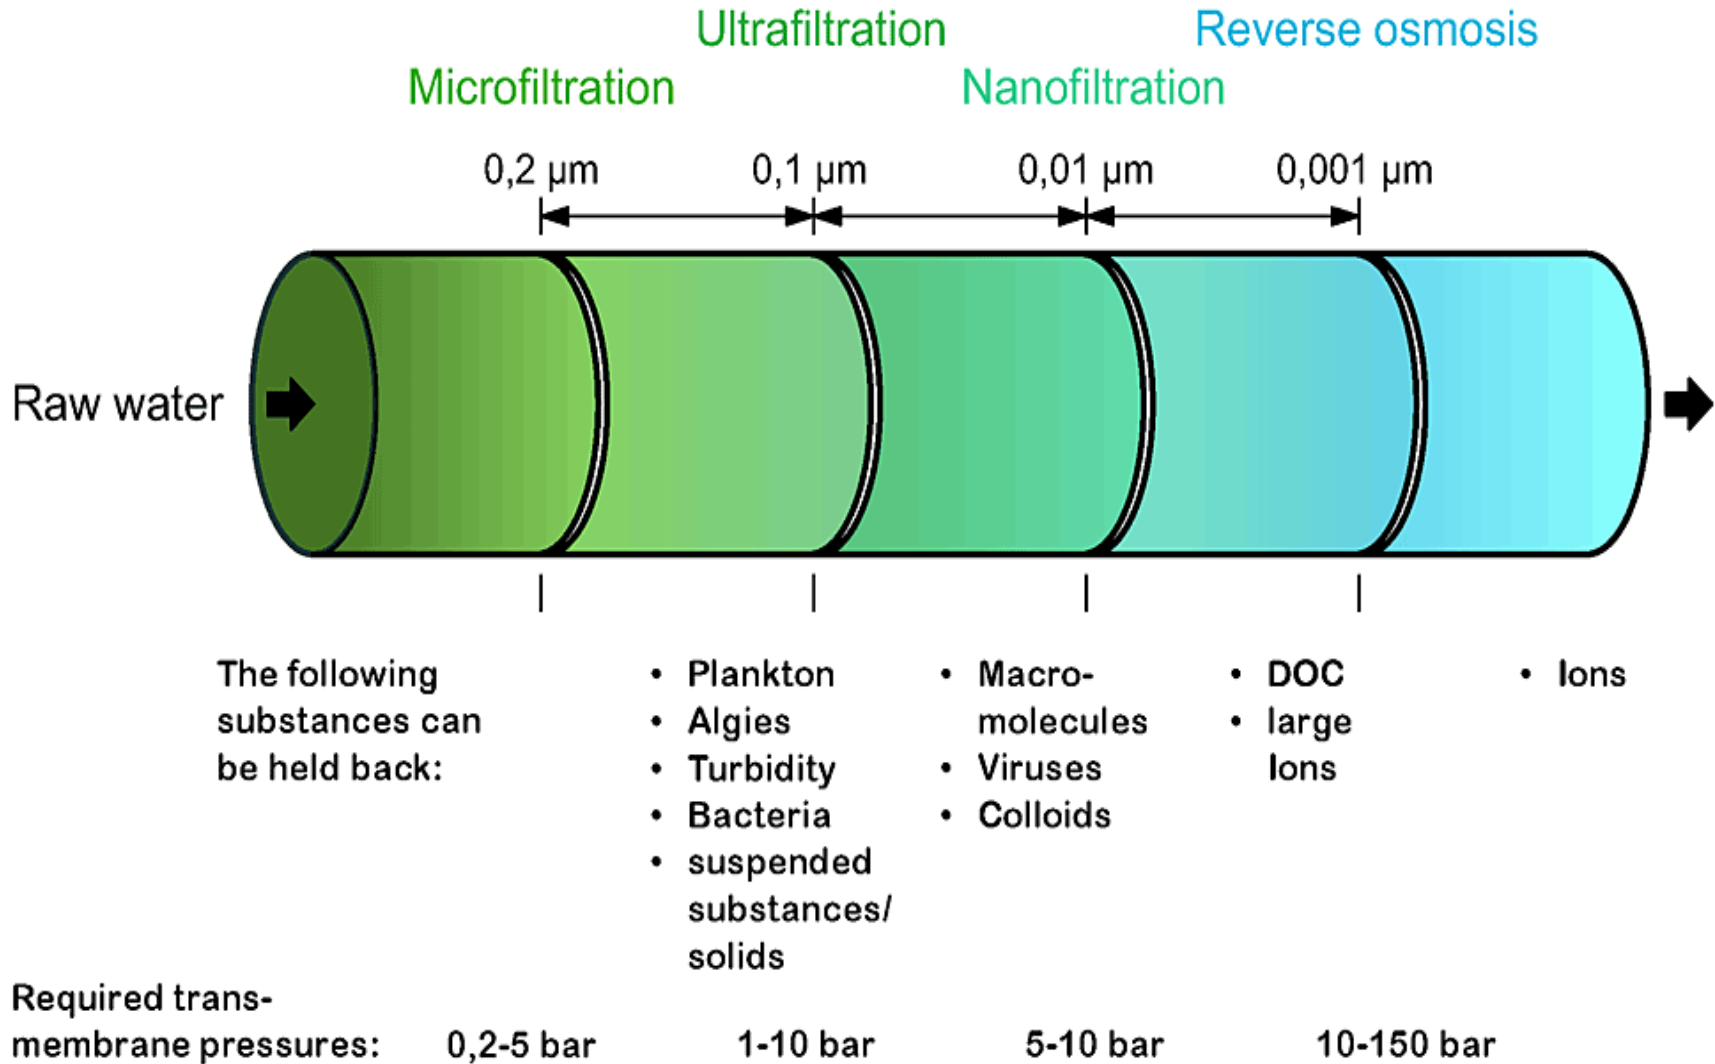 Ultrafiltration
Reverse osmosis
Microfiltration
Nanofiltration
0,2 µm
0,1 µm
0,01 µm
0,001 µm
Raw water
The following
substances can
be held back:
• Plankton
• Algies
• Turbidity
• Bacteria
• suspended
substances/
solids
• Macro-
molecules
• Viruses
• Colloids
• DOC
• large
Ions
• Ions
Required trans-
membrane pressures:
0,2-5 bar
1-10 bar
5-10 bar
10-150 bar